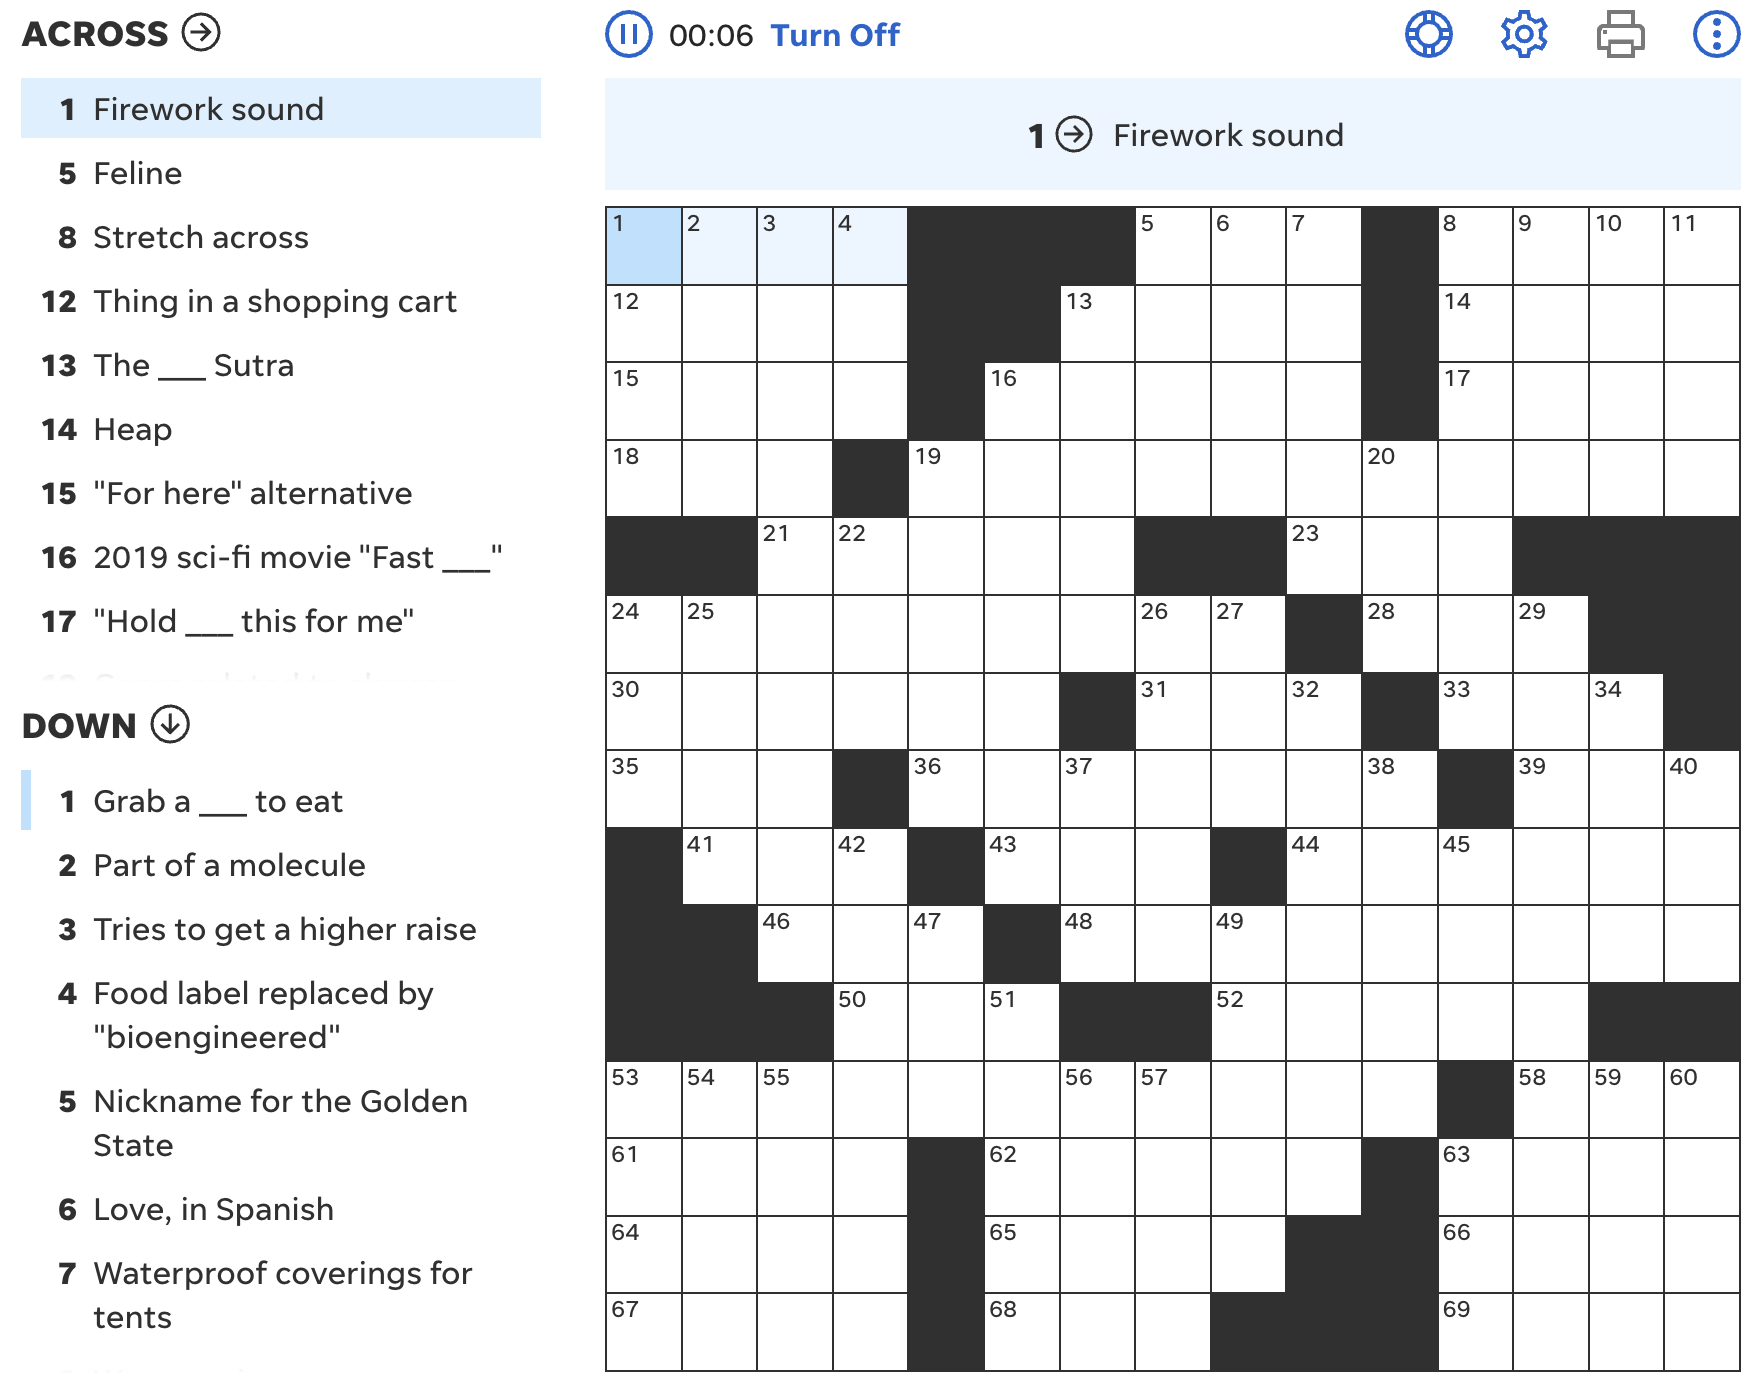 ACROSS
00:06 Turn Off
1 Firework sound
1 Firework sound
5 Feline
8 Stretch across
12 Thing in a shopping cart
13 The ___ Sutra
14 Heap
15 "For here" alternative
16 2019 sci-fi movie "Fast ___"
17 "Hold ___ this for me"
DOWN
1 Grab a ___ to eat
2 Part of a molecule
3 Tries to get a higher raise
4 Food label replaced by
"bioengineered"
5 Nickname for the Golden
State
6 Love, in Spanish
7 Waterproof coverings for
tents
1 2 3 4 5 6 7 8 9 10 11
12 13 14
15 16 17
18 19 20
21 22 23
24 25 26 27 28 29
30 31 32 33 34
35 36 37 38 39 40
41 42 43 44 45
46 47 48 49
50 51 52
53 54 55 56 57 58 59 60
61 62 63
64 65 66
67 68 69